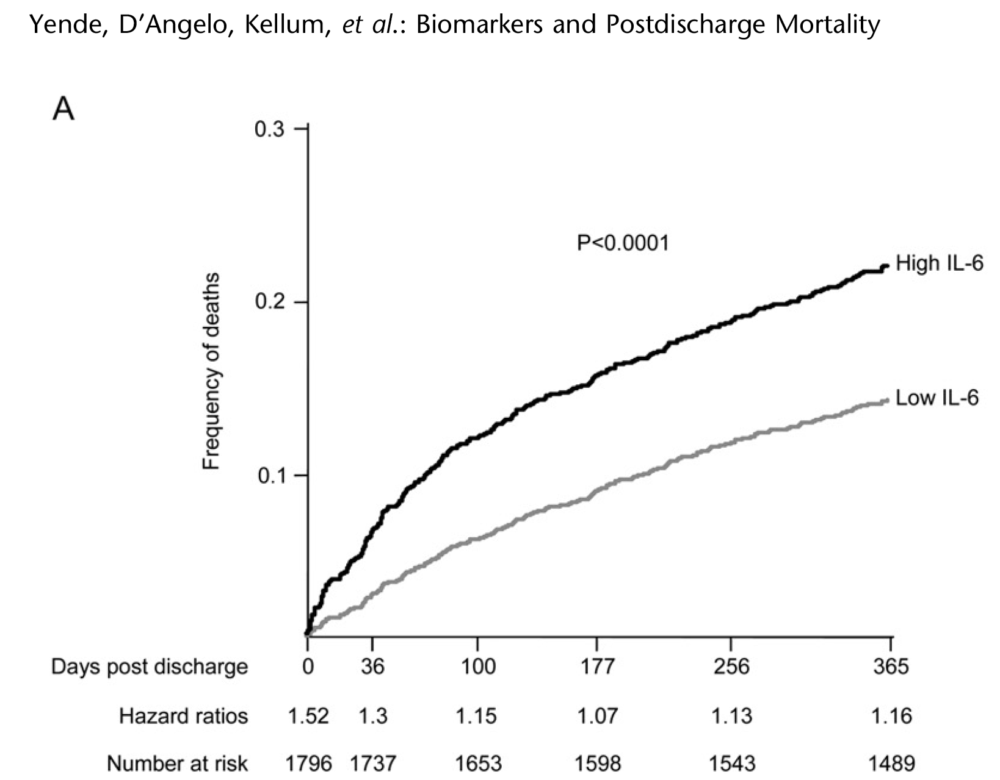 Yende, D′Angelo, Kellum, et al.: Biomarkers and Postdischarge Mortality
A
0.3
P<0.0001
High IL-6
0.2
Frequency of deaths
Low IL-6
0.1
Days post discharge 0 36 100 177 256 365
Hazard ratios 1.52 1.3 1.15 1.07 1.13 1.16
Number at risk 1796 1737 1653 1598 1543 1489